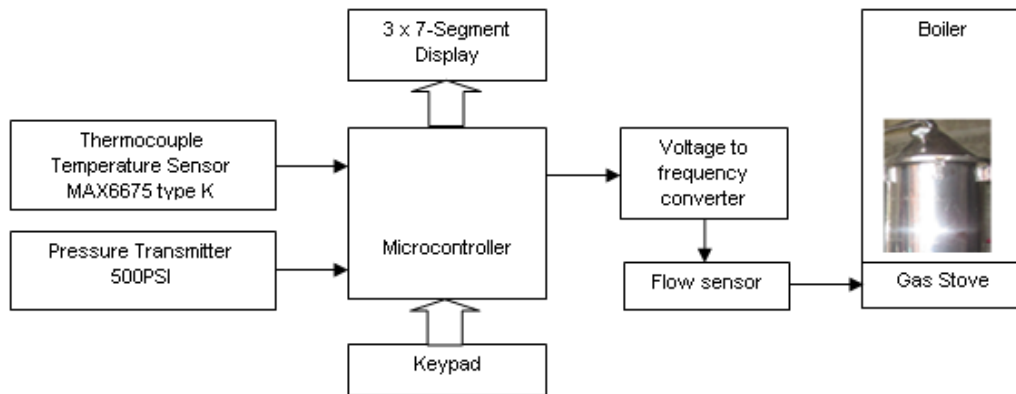 3 x 7-Segment
Display
Boiler
Thermocouple
Temperature Sensor
MAX6675 type K
Voltage to
frequency
converter
Pressure Transmitter
500PSI
Microcontroller
Flow sensor
Gas Stove
Keypad